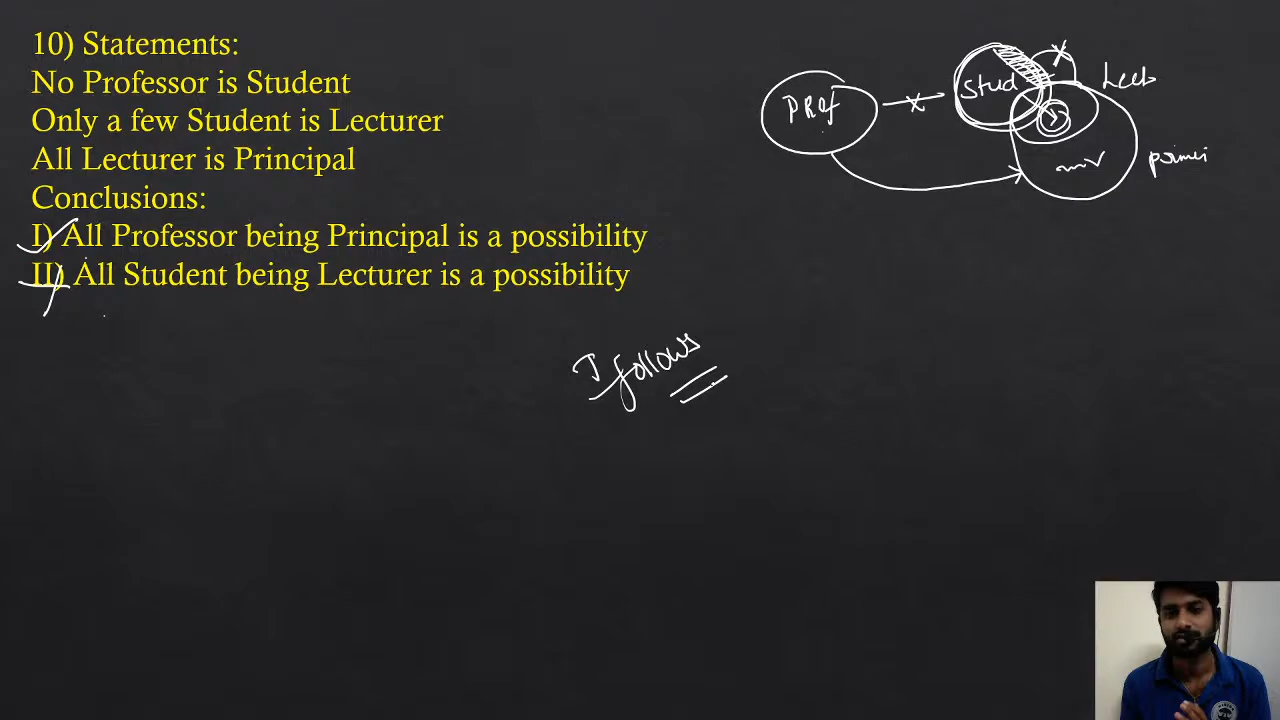 10) Statements:
No Professor is Student
Only a few Student is Lecturer
All Lecturer is Principal
Conclusions:
I) All Professor being Principal is a possibility
II) All Student being Lecturer is a possibility
PRof
Stud
Lect
I follows